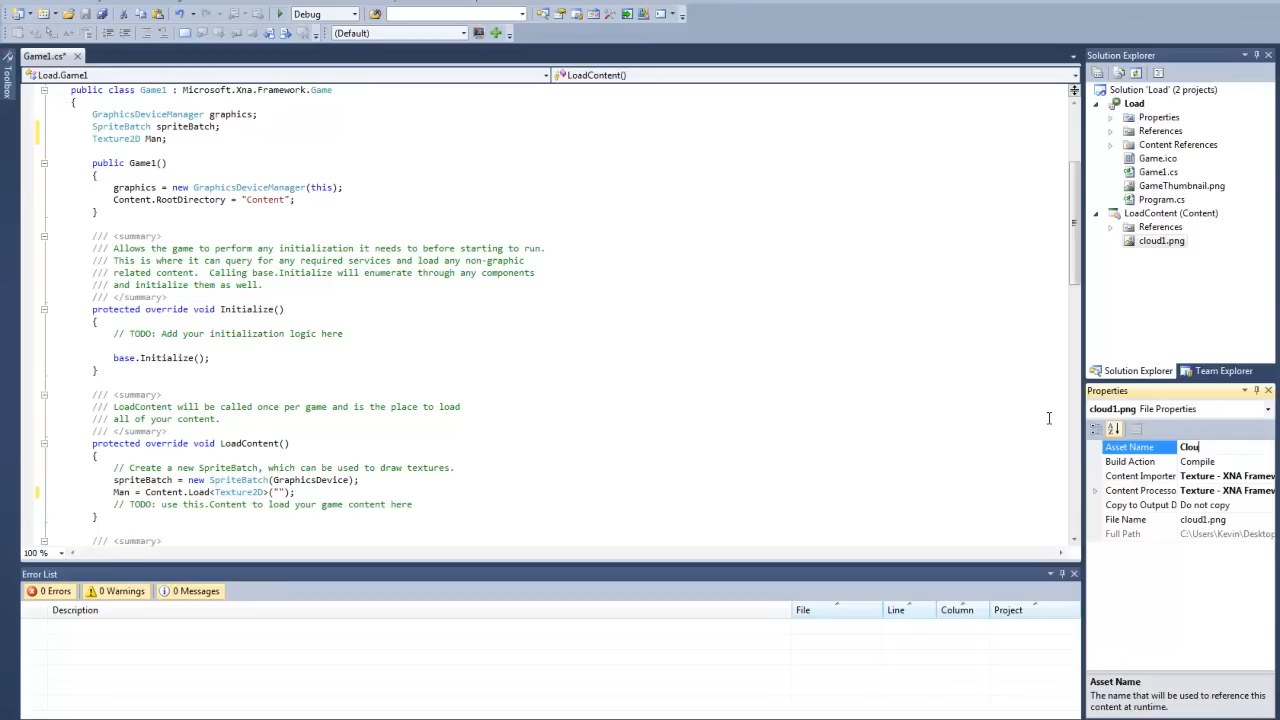 Debug
(Default)
Game1.cs*
Toolbox
Load.Game1
LoadContent()
public class Game1 : Microsoft.Xna.Framework.Game
{
GraphicsDeviceManager graphics;
SpriteBatch spriteBatch;
Texture2D Man;
public Game1()
{
graphics = new GraphicsDeviceManager(this);
Content.RootDirectory = "Content";
}
/// <summary>
/// Allows the game to perform any initialization it needs to before starting to run.
/// This is where it can query for any required services and load any non-graphic
/// related content.  Calling base.Initialize will enumerate through any components
/// and initialize them as well.
/// </summary>
protected override void Initialize()
{
// TODO: Add your initialization logic here
base.Initialize();
}
/// <summary>
/// LoadContent will be called once per game and is the place to load
/// all of your content.
/// </summary>
protected override void LoadContent()
{
// Create a new SpriteBatch, which can be used to draw textures.
spriteBatch = new SpriteBatch(GraphicsDevice);
Man = Content.Load<Texture2D>("");
// TODO: use this.Content to load your game content here
}
/// <summary>
100 %
Error List
0 Errors
0 Warnings
0 Messages
Description
File
Line
Column
Project
Solution Explorer
Solution 'Load' (2 projects)
Load
Properties
References
Content References
Game.ico
Game1.cs
GameThumbnail.png
Program.cs
LoadContent (Content)
References
cloud1.png
Solution Explorer
Team Explorer
Properties
cloud1.png File Properties
Asset Name Clou
Build Action Compile
Content Importer Texture - XNA Framew
Content Processo Texture - XNA Framew
Copy to Output D Do not copy
File Name cloud1.png
Full Path C:\Users\Kevin\Desktop
Asset Name
The name that will be used to reference this
content at runtime.